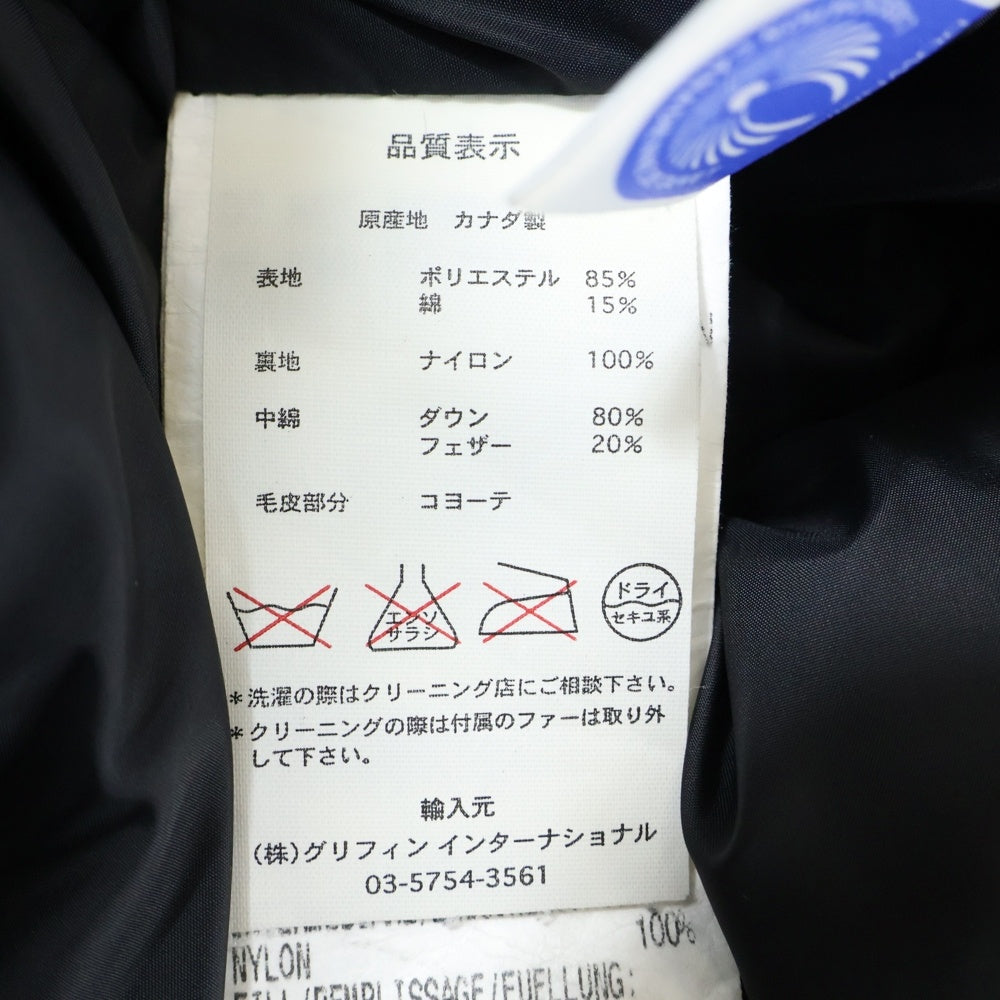 品質表示
原産地 カナダ製
表地 ポリエステル 85%
綿 15%
裏地 ナイロン 100%
中綿 ダウン 80%
フェザー 20%
毛皮部分 コヨーテ
エンソ
サラシ
ドライ
セキユ系
*洗濯の際はクリーニング店にご相談下さい。
*クリーニングの際は付属のファーは取り外
して下さい。
輸入元
(株)グリフィン インターナショナル
03-5754-3561
100%
NYLON
FILL/REMPLISSAGE/FUELLUNG: